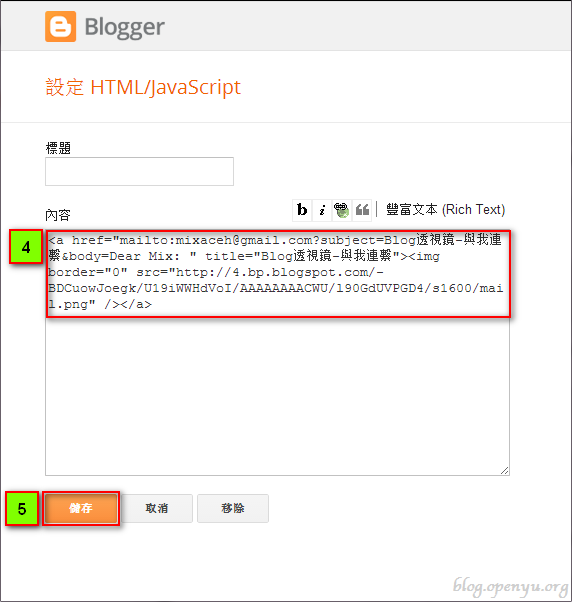 Blogger
設定 HTML/JavaScript
標題
內容
b i 豐富文本 (Rich Text)
4
<a href="mailto:mixaceh@gmail.com?subject=Blog透視鏡-與我連
繫&body=Dear Mix: " title="Blog透視鏡-與我連繫"><img
border="0" src="http://4.bp.blogspot.com/-
BDCuowJoegk/U19iWWHdVoI/AAAAAAAACWU/l90GdUVPGD4/s1600/mai
l.png" /></a>
5
儲存 取消 移除
blog.openyu.org